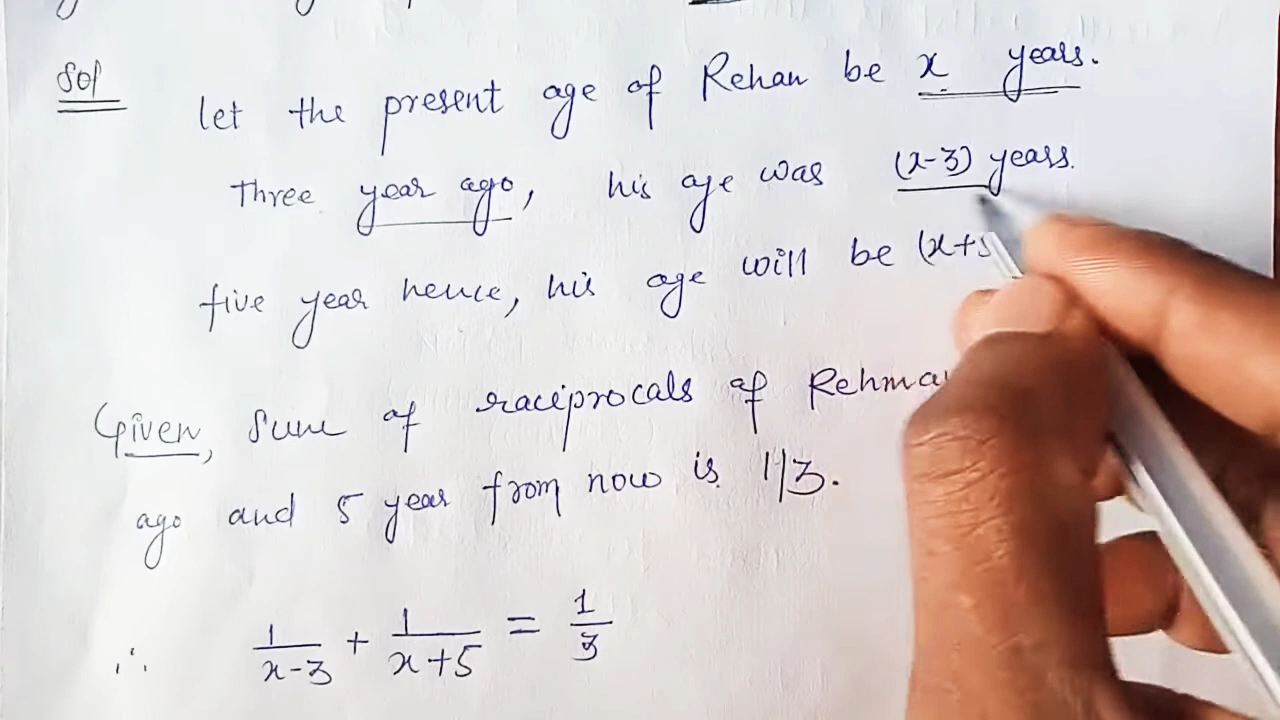 Sol
Let the present age of Rehan be x years.
Three year ago, his age was (x-3) years.
five year hence, his age will be (x+5
Given, Sum of raciprocals of Rehma
ago and 5 year from now is 1/3.
∴ 1/(x-3) + 1/(x+5) = 1/3